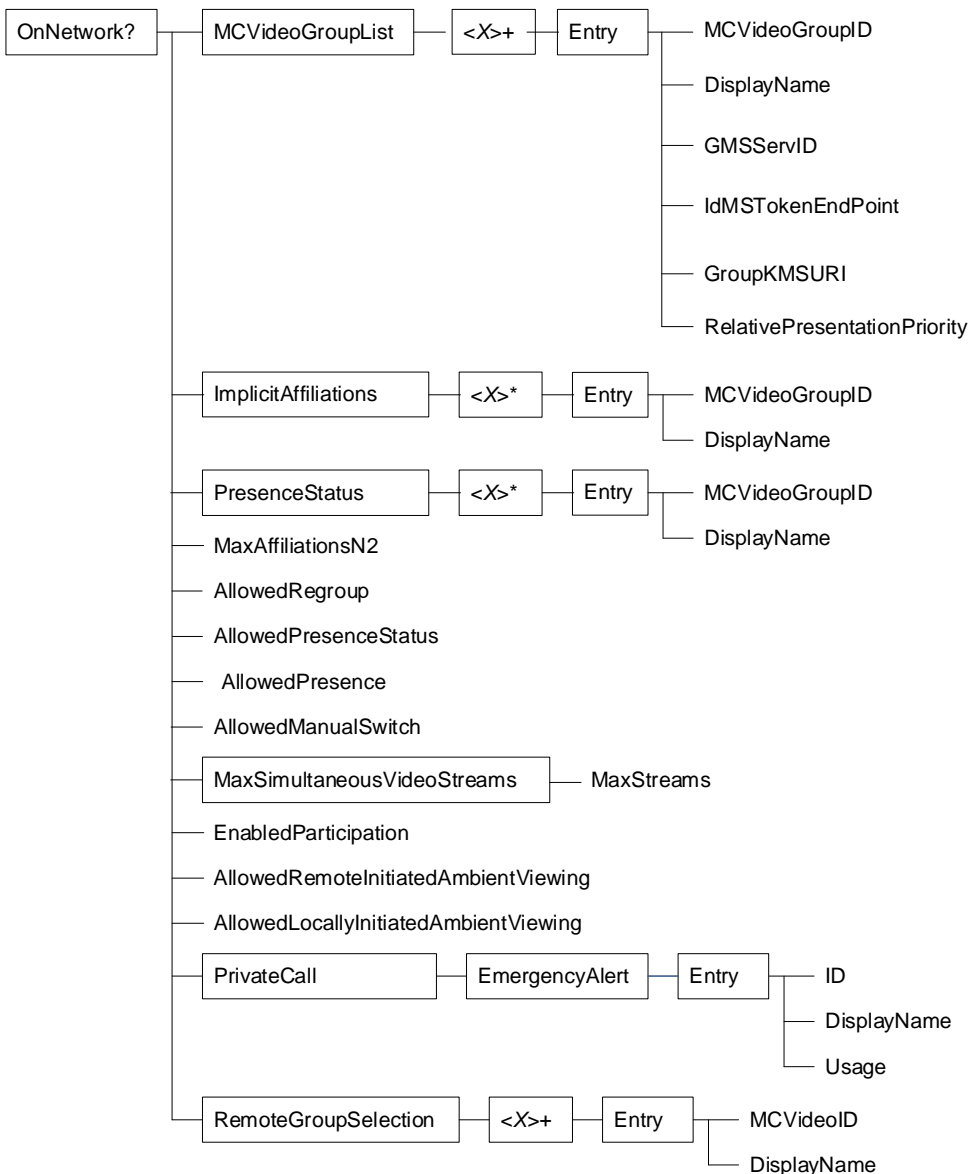 OnNetwork? MCVideoGroupList <X>+ Entry MCVideoGroupID
DisplayName
GMSServID
IdMSTokenEndPoint
GroupKMSURI
RelativePresentationPriority
ImplicitAffiliations <X>* Entry MCVideoGroupID
DisplayName
PresenceStatus <X>* Entry MCVideoGroupID
DisplayName
MaxAffiliationsN2
AllowedRegroup
AllowedPresenceStatus
AllowedPresence
AllowedManualSwitch
MaxSimultaneousVideoStreams MaxStreams
EnabledParticipation
AllowedRemoteInitiatedAmbientViewing
AllowedLocallyInitiatedAmbientViewing
PrivateCall EmergencyAlert Entry ID
DisplayName
Usage
RemoteGroupSelection <X>+ Entry MCVideoID
DisplayName